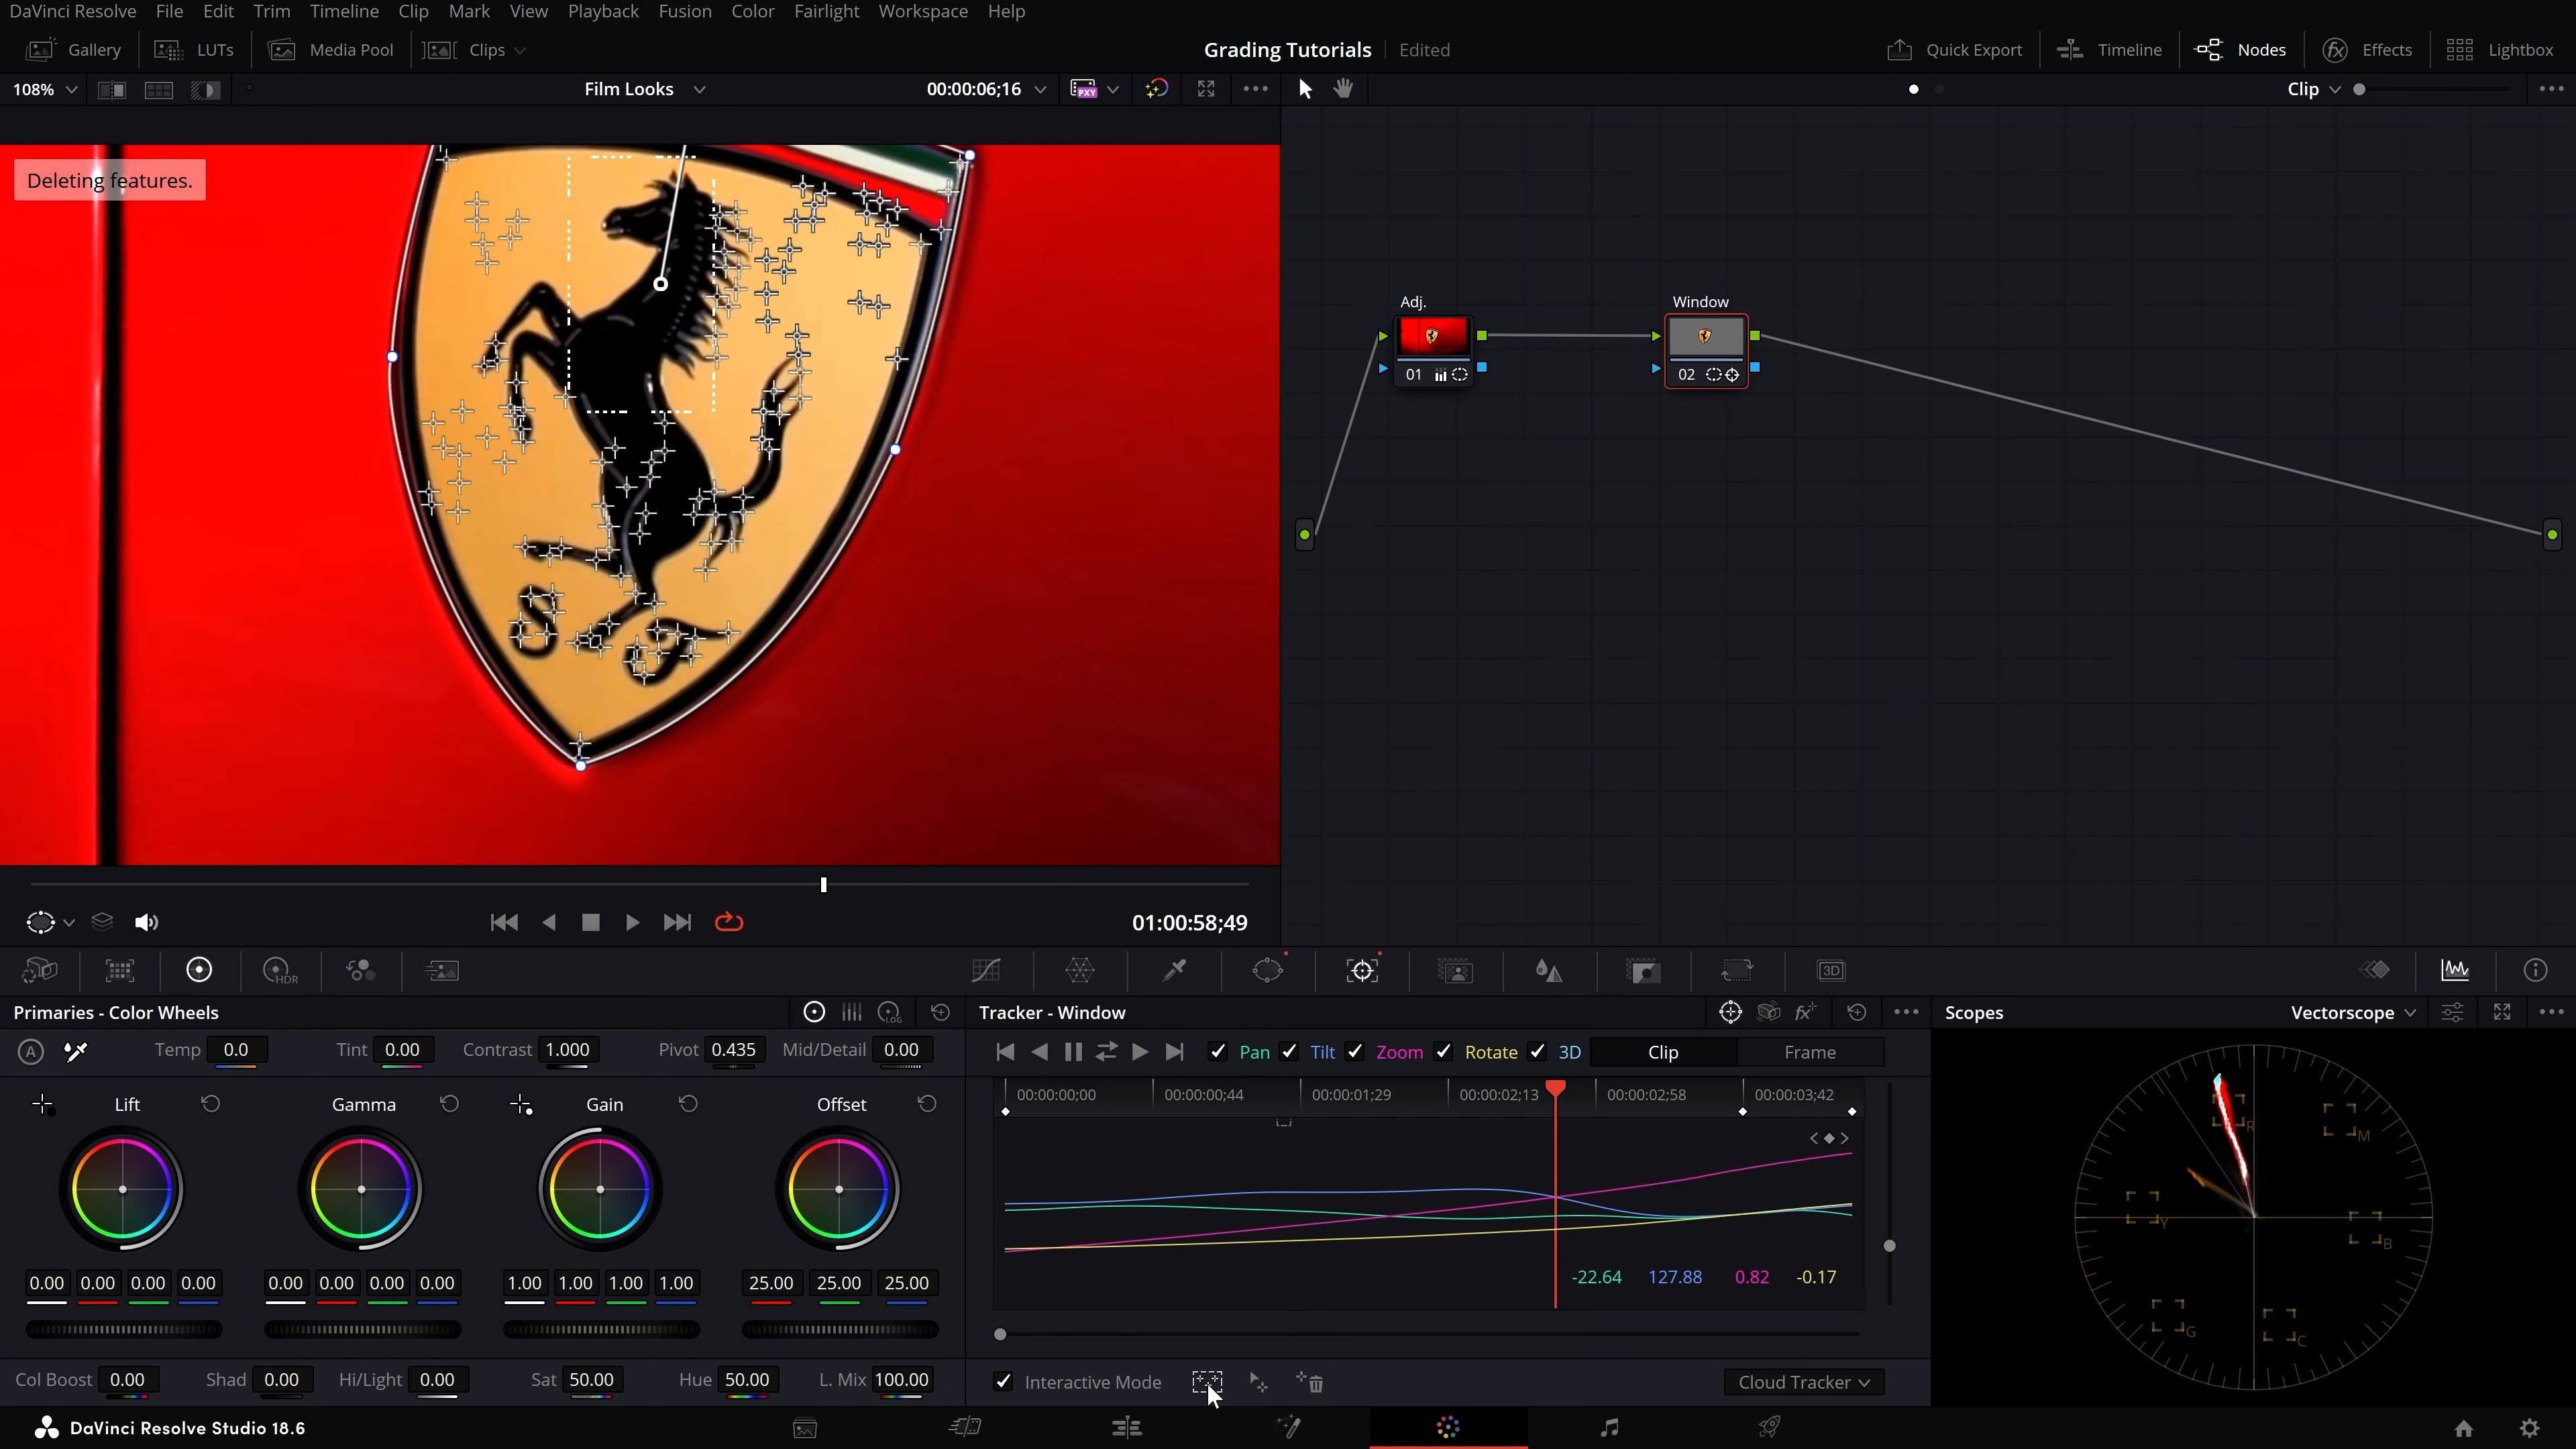 DaVinci Resolve File Edit Trim Timeline Clip Mark View Playback Fusion Color Fairlight Workspace Help
Gallery LUTs Media Pool Clips Grading Tutorials Edited Quick Export Timeline Nodes Effects Lightbox
108% Film Looks 00:00:06;16 PXY Clip
Deleting features.
Adj. Window
01 02
01:00:58;49
HDR 3D
Primaries - Color Wheels LOG Tracker - Window fx Scopes Vectorscope
A Temp 0.0 Tint 0.00 Contrast 1.000 Pivot 0.435 Mid/Detail 0.00 Pan Tilt Zoom Rotate 3D Clip Frame
00:00:00;00 00:00:00;44 00:00:01;29 00:00:02;13 00:00:02;58 00:00:03;42
Lift Gamma Gain Offset
R M
Y B
-22.64 127.88 0.82 -0.17
0.00 0.00 0.00 0.00 0.00 0.00 0.00 0.00 1.00 1.00 1.00 1.00 25.00 25.00 25.00
G C
Col Boost 0.00 Shad 0.00 Hi/Light 0.00 Sat 50.00 Hue 50.00 L. Mix 100.00 Interactive Mode Cloud Tracker
DaVinci Resolve Studio 18.6